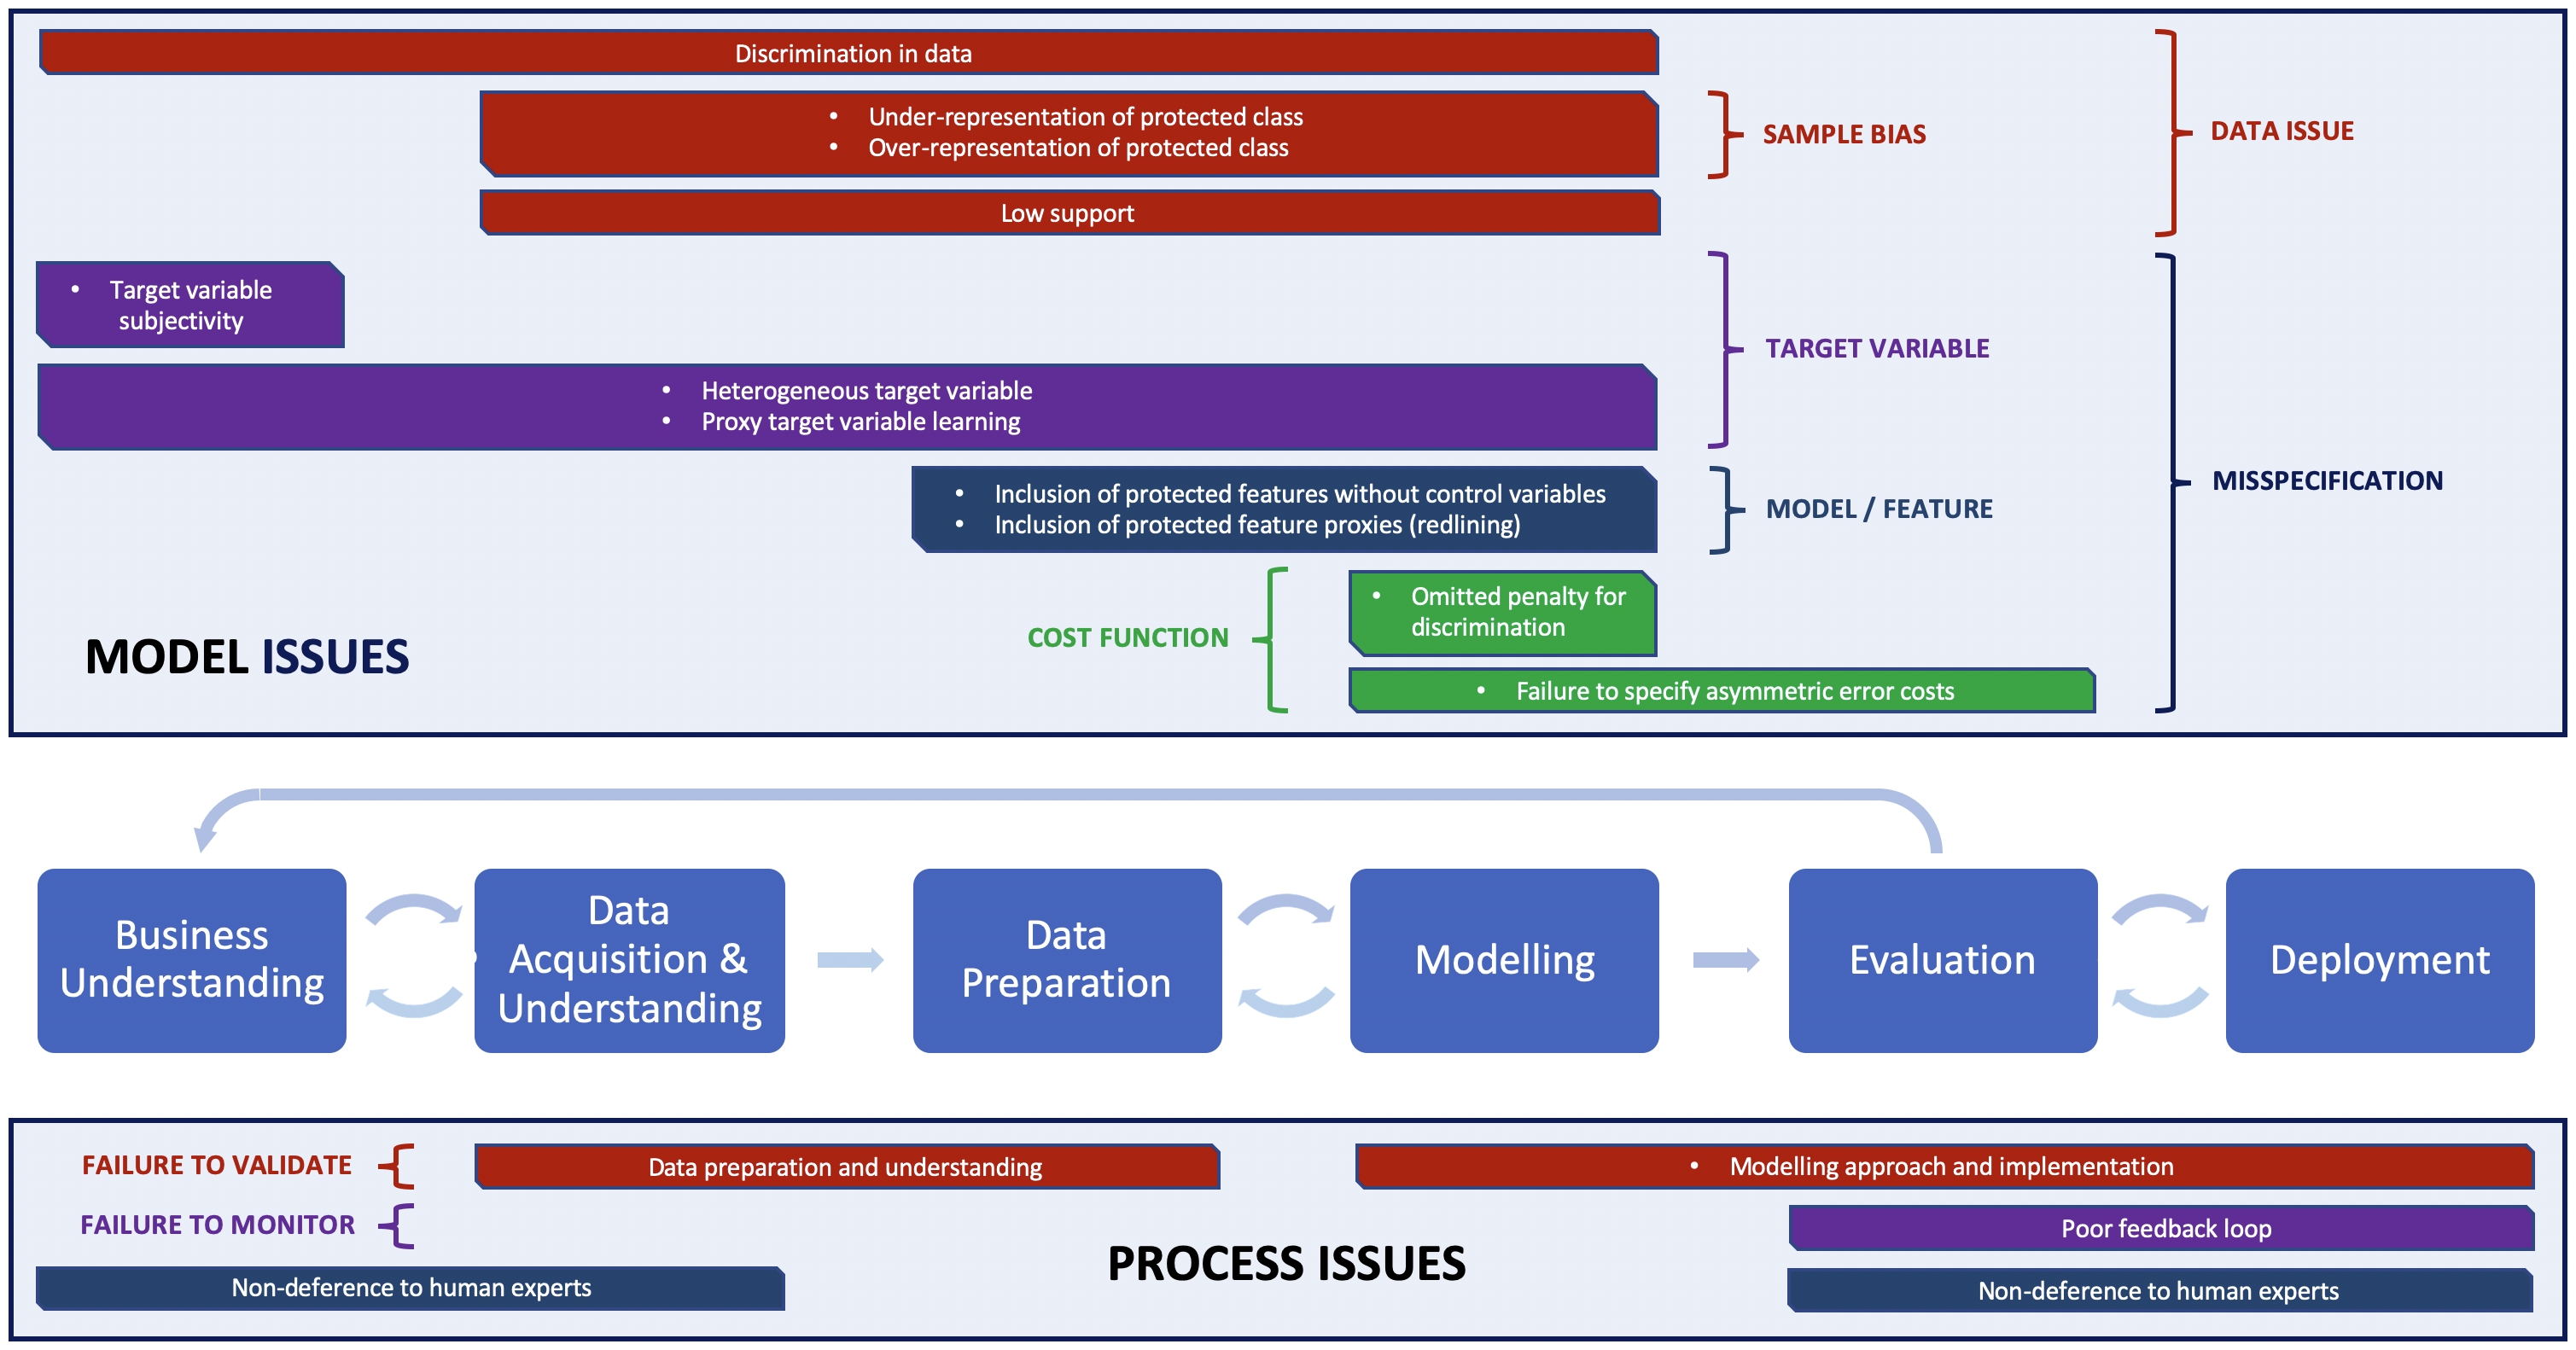 Discrimination in data
• Under-representation of protected class
• Over-representation of protected class
SAMPLE BIAS
DATA ISSUE
Low support
• Target variable
subjectivity
TARGET VARIABLE
• Heterogeneous target variable
• Proxy target variable learning
MISSPECIFICATION
• Inclusion of protected features without control variables
• Inclusion of protected feature proxies (redlining)
MODEL / FEATURE
• Omitted penalty for
discrimination
COST FUNCTION
MODEL ISSUES
• Failure to specify asymmetric error costs
Business
Understanding
Data
Acquisition &
Understanding
Data
Preparation
Modelling
Evaluation
Deployment
FAILURE TO VALIDATE
Data preparation and understanding
• Modelling approach and implementation
FAILURE TO MONITOR
Poor feedback loop
PROCESS ISSUES
Non-deference to human experts
Non-deference to human experts